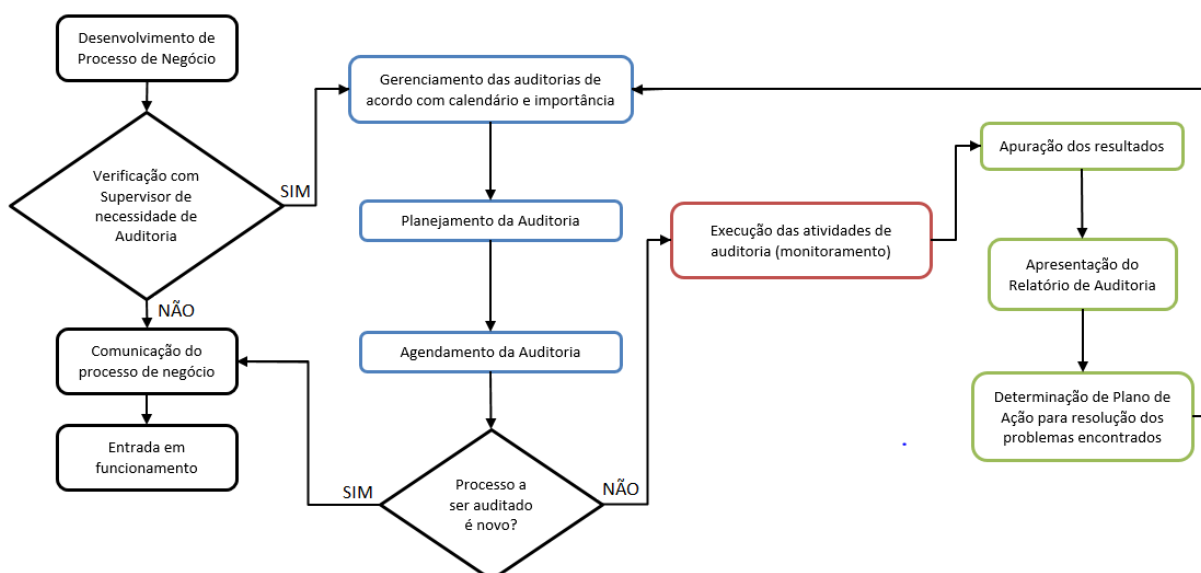 Desenvolvimento de
Processo de Negócio
Verificação com
Supervisor de
necessidade de
Auditoria
SIM
NÃO
Comunicação do
processo de negócio
Entrada em
funcionamento
Gerenciamento das auditorias de
acordo com calendário e importância
Planejamento da Auditoria
Agendamento da Auditoria
Processo a
ser auditado
é novo?
SIM
NÃO
Execução das atividades de
auditoria (monitoramento)
Apuração dos resultados
Apresentação do
Relatório de Auditoria
Determinação de Plano de
Ação para resolução dos
problemas encontrados